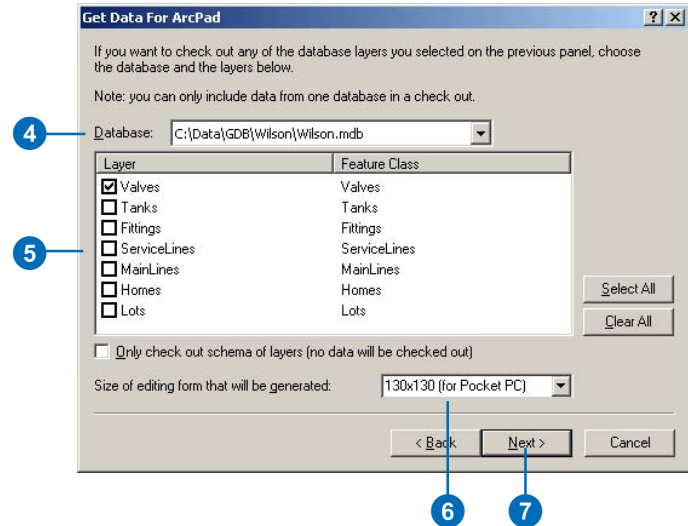 Get Data For ArcPad
If you want to check out any of the database layers you selected on the previous panel, choose
the database and the layers below.
Note: you can only include data from one database in a check out.
4
Database: C:\Data\GDB\Wilson\Wilson.mdb
Layer Feature Class
Valves Valves
Tanks Tanks
Fittings Fittings
5
ServiceLines ServiceLines
MainLines MainLines
Homes Homes
Lots Lots
Select All
Clear All
Only check out schema of layers (no data will be checked out)
Size of editing form that will be generated: 130x130 (for Pocket PC)
< Back Next > Cancel
6 7